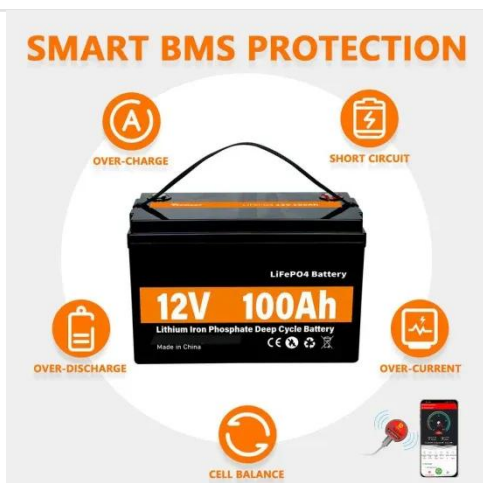 SMART BMS PROTECTION
OVER-CHARGE
SHORT CIRCUIT
LiFePO4 Battery
12V 100Ah
Lithium Iron Phosphate Deep Cycle Battery
Made in China
CE
OVER-DISCHARGE
OVER-CURRENT
CELL BALANCE